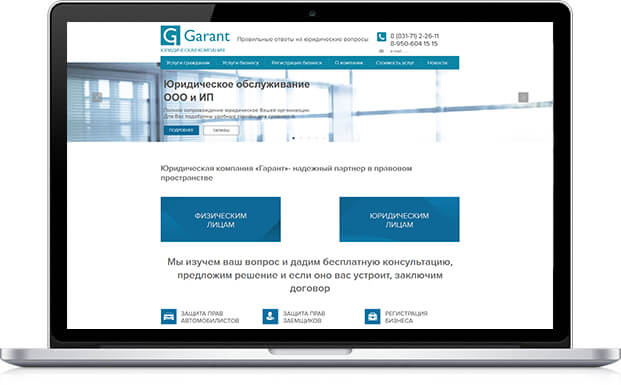 G Garant
ЮРИДИЧЕСКАЯ КОМПАНИЯ
Правильные ответы на юридические вопросы
8 (831-71) 2-26-11
8-950-604 15 15
e-mail
Услуги гражданам Услуги бизнесу Регистрация бизнеса О компании Стоимость услуг Новости
Юридическое обслуживание
ООО и ИП
Полное сопровождение юридическое Вашей организации.
Для Вас подобраны удобные тарифы
ПОДРОБНЕЕ ТАРИФЫ
Юридическая компания «Гарант»- надежный партнер в правовом
пространстве
ФИЗИЧЕСКИМ
ЛИЦАМ
ЮРИДИЧЕСКИМ
ЛИЦАМ
Мы изучем ваш вопрос и дадим бесплатную консультацию,
предложим решение и если оно вас устроит, заключим
договор
ЗАЩИТА ПРАВ
АВТОМОБИЛИСТОВ
ЗАЩИТА ПРАВ
ЗАЕМЩИКОВ
РЕГИСТРАЦИЯ
БИЗНЕСА